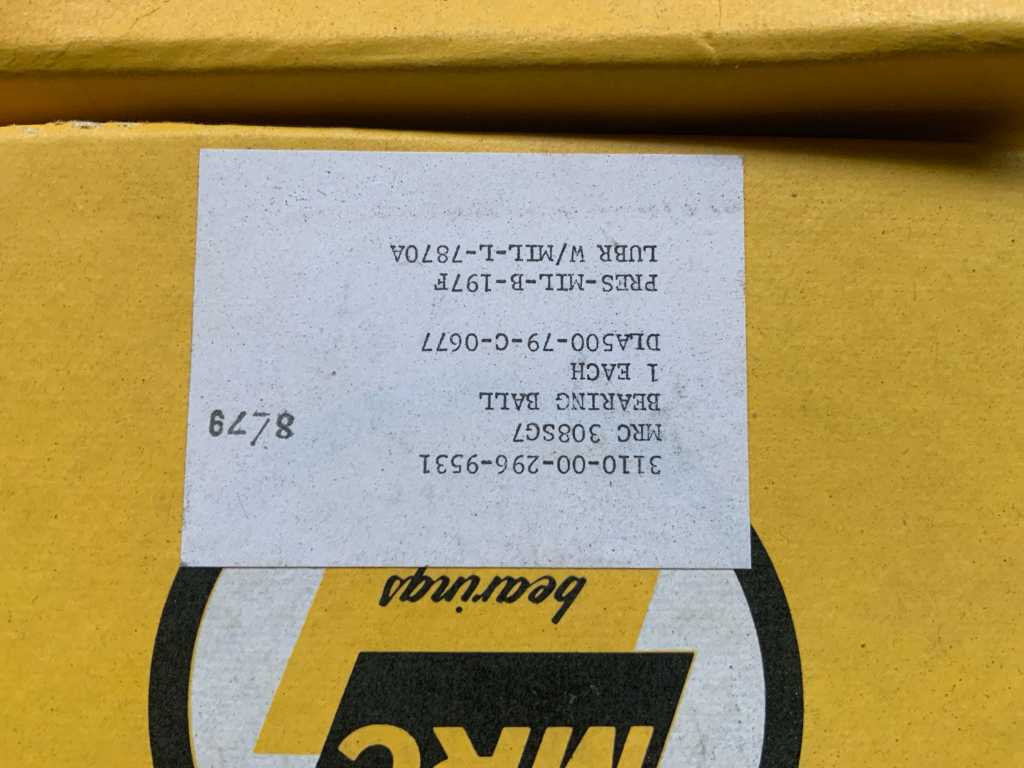 MRC
bearings
3110-00-296-9531
MRC 308SG7
BEARING BALL
1 EACH
DLA500-79-C-0677
PRES-MIL-B-197F
LUBR W/MIL-L-7870A
8/79